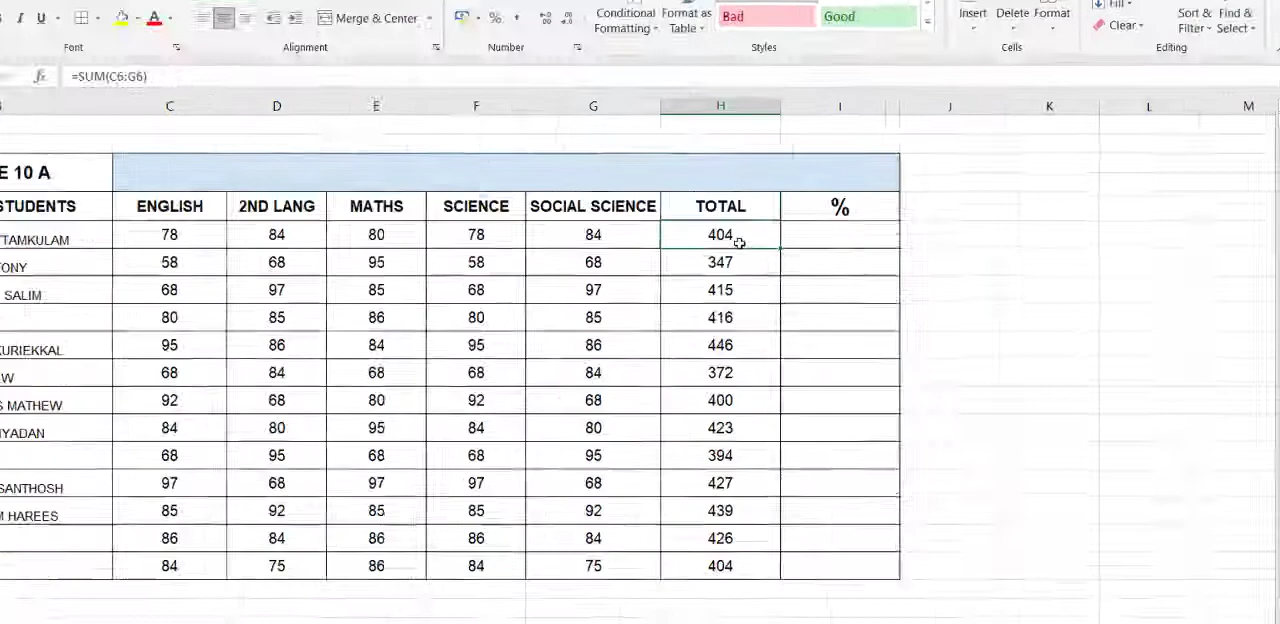 I U A Merge & Center % Conditional Formatting Format as Table Bad Good Insert Delete Format Fill Clear Sort & Filter Find & Select
Font Alignment Number Styles Cells Editing
fx =SUM(C6:G6)
C D E F G H I J K L M
E 10 A
STUDENTS ENGLISH 2ND LANG MATHS SCIENCE SOCIAL SCIENCE TOTAL %
TTAMKULAM 78 84 80 78 84 404
TONY 58 68 95 58 68 347
SALIM 68 97 85 68 97 415
80 85 86 80 85 416
KURIEKKAL 95 86 84 95 86 446
W 68 84 68 68 84 372
S MATHEW 92 68 80 92 68 400
YADAN 84 80 95 84 80 423
68 95 68 68 95 394
SANTHOSH 97 68 97 97 68 427
M HAREES 85 92 85 85 92 439
86 84 86 86 84 426
84 75 86 84 75 404